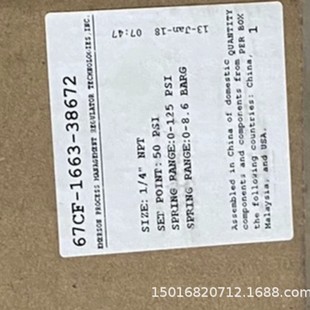 67CF-1663-38672
EMERSON PROCESS MANAGEMENT REGULATOR TECHNOLOGIES, INC.
SIZE: 1/4" NPT
SET POINT: 50 PSI
SPRING RANGE:0-125 PSI
SPRING RANGE:0-8.6 BARG
13-Jan-18 07:47
Assembled in China of domestic
components and components from
the following countries: China,
Malaysia, and USA.
QUANTITY
PER BOX
1
15016820712.1688.com